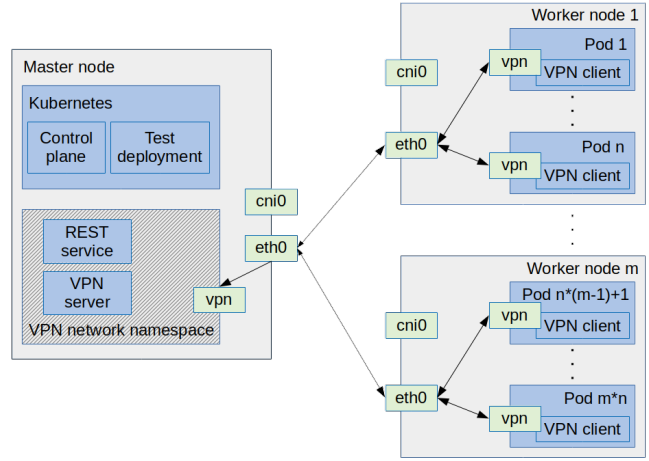 Master node
Kubernetes
Control
plane
Test
deployment
cni0
REST
service
eth0
VPN
server
vpn
VPN network namespace
Worker node 1
Pod 1
vpn
VPN client
cni0
eth0
Pod n
vpn
VPN client
Worker node m
Pod n*(m-1)+1
vpn
VPN client
cni0
eth0
Pod m*n
vpn
VPN client